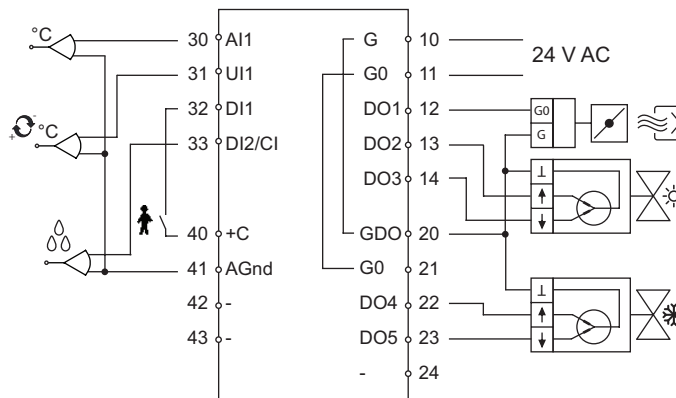 °C
30 AI1
G 10
24 V AC
31 UI1
G0 11
32 DI1
DO1 12
G0
- + °C
33 DI2/CI
DO2 13
G
DO3 14
⊥
↑
↓
40 +C
GDO 20
41 AGnd
G0 21
42 -
DO4 22
⊥
↑
43 -
DO5 23
↓
- 24